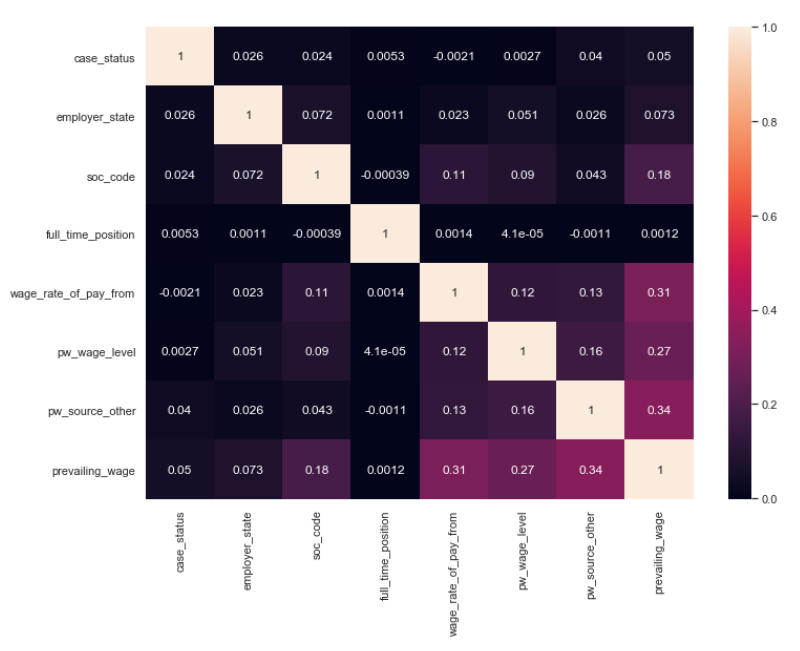 case_status 1 0.026 0.024 0.0053 -0.0021 0.0027 0.04 0.05
employer_state 0.026 1 0.072 0.0011 0.023 0.051 0.026 0.073
soc_code 0.024 0.072 1 -0.00039 0.11 0.09 0.043 0.18
full_time_position 0.0053 0.0011 -0.00039 1 0.0014 4.1e-05 -0.0011 0.0012
wage_rate_of_pay_from -0.0021 0.023 0.11 0.0014 1 0.12 0.13 0.31
pw_wage_level 0.0027 0.051 0.09 4.1e-05 0.12 1 0.16 0.27
pw_source_other 0.04 0.026 0.043 -0.0011 0.13 0.16 1 0.34
prevailing_wage 0.05 0.073 0.18 0.0012 0.31 0.27 0.34 1
case_status
employer_state
soc_code
full_time_position
wage_rate_of_pay_from
pw_wage_level
pw_source_other
prevailing_wage
1.0
0.8
0.6
0.4
0.2
0.0